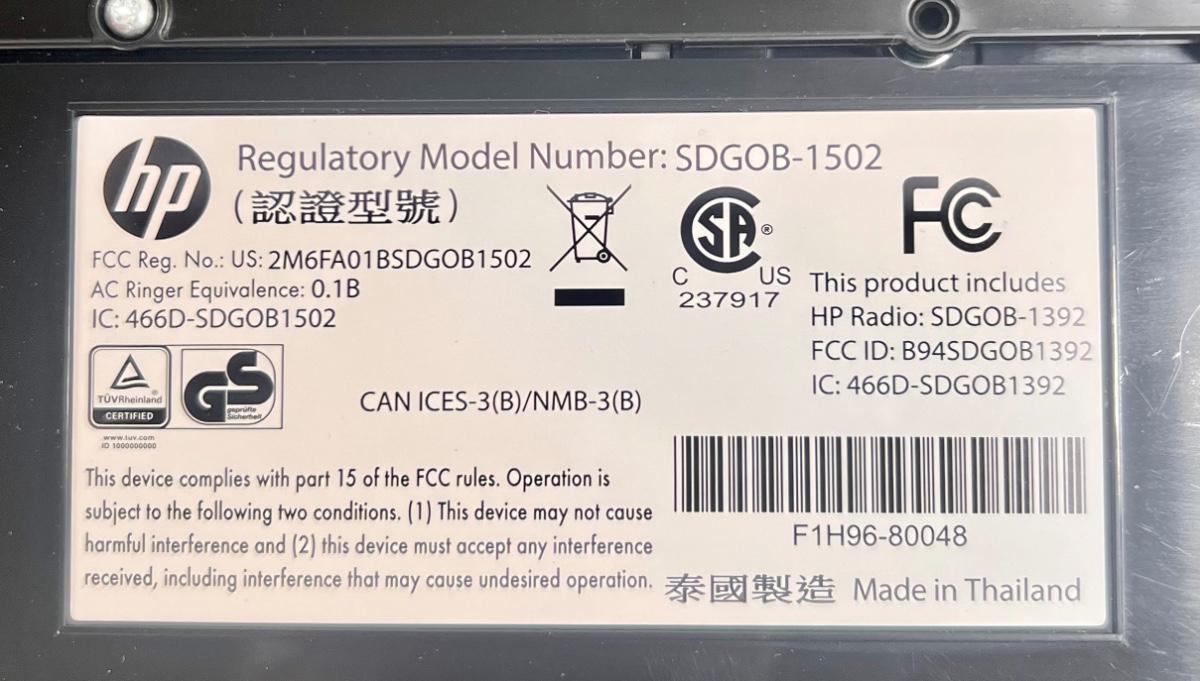 hp
Regulatory Model Number: SDGOB-1502
(認證型號)
FCC Reg. No.: US: 2M6FA01BSDGOB1502
AC Ringer Equivalence: 0.1B
IC: 466D-SDGOB1502
SA ®
C US
237917
FC
This product includes
HP Radio: SDGOB-1392
FCC ID: B94SDGOB1392
IC: 466D-SDGOB1392
TÜVRheinland ®
CERTIFIED
www.tuv.com
ID 1000000000
GS
geprüfte
Sicherheit
CAN ICES-3(B)/NMB-3(B)
This device complies with part 15 of the FCC rules. Operation is
subject to the following two conditions. (1) This device may not cause
harmful interference and (2) this device must accept any interference
received, including interference that may cause undesired operation.
F1H96-80048
泰國製造 Made in Thailand